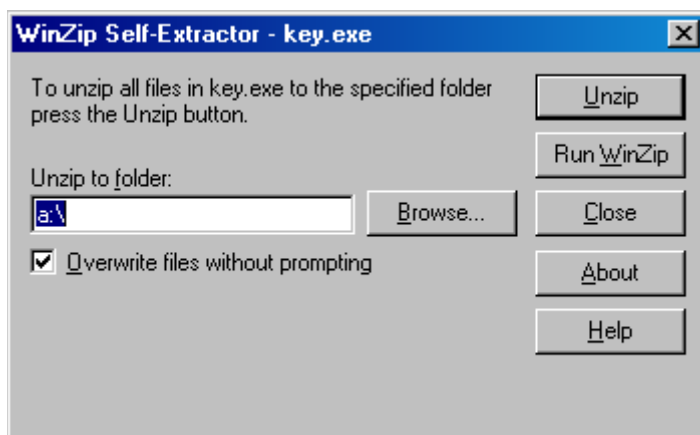 WinZip Self-Extractor - key.exe
To unzip all files in key.exe to the specified folder
press the Unzip button.
Unzip to folder:
a:\
Browse...
Overwrite files without prompting
Unzip
Run WinZip
Close
About
Help